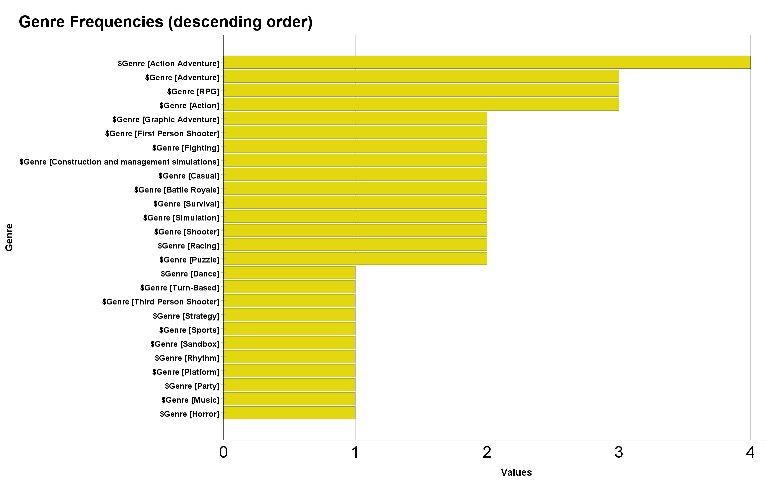 Genre Frequencies (descending order)
$Genre [Action Adventure]
$Genre [Adventure]
$Genre [RPG]
$Genre [Action]
$Genre [Graphic Adventure]
$Genre [First Person Shooter]
$Genre [Fighting]
$Genre [Construction and management simulations]
$Genre [Casual]
$Genre [Battle Royale]
$Genre [Survival]
$Genre [Simulation]
$Genre [Shooter]
$Genre [Racing]
$Genre [Puzzle]
$Genre [Dance]
$Genre [Turn-Based]
$Genre [Third Person Shooter]
$Genre [Strategy]
$Genre [Sports]
$Genre [Sandbox]
$Genre [Rhythm]
$Genre [Platform]
$Genre [Party]
$Genre [Music]
$Genre [Horror]
Genre
0 1 2 3 4
Values